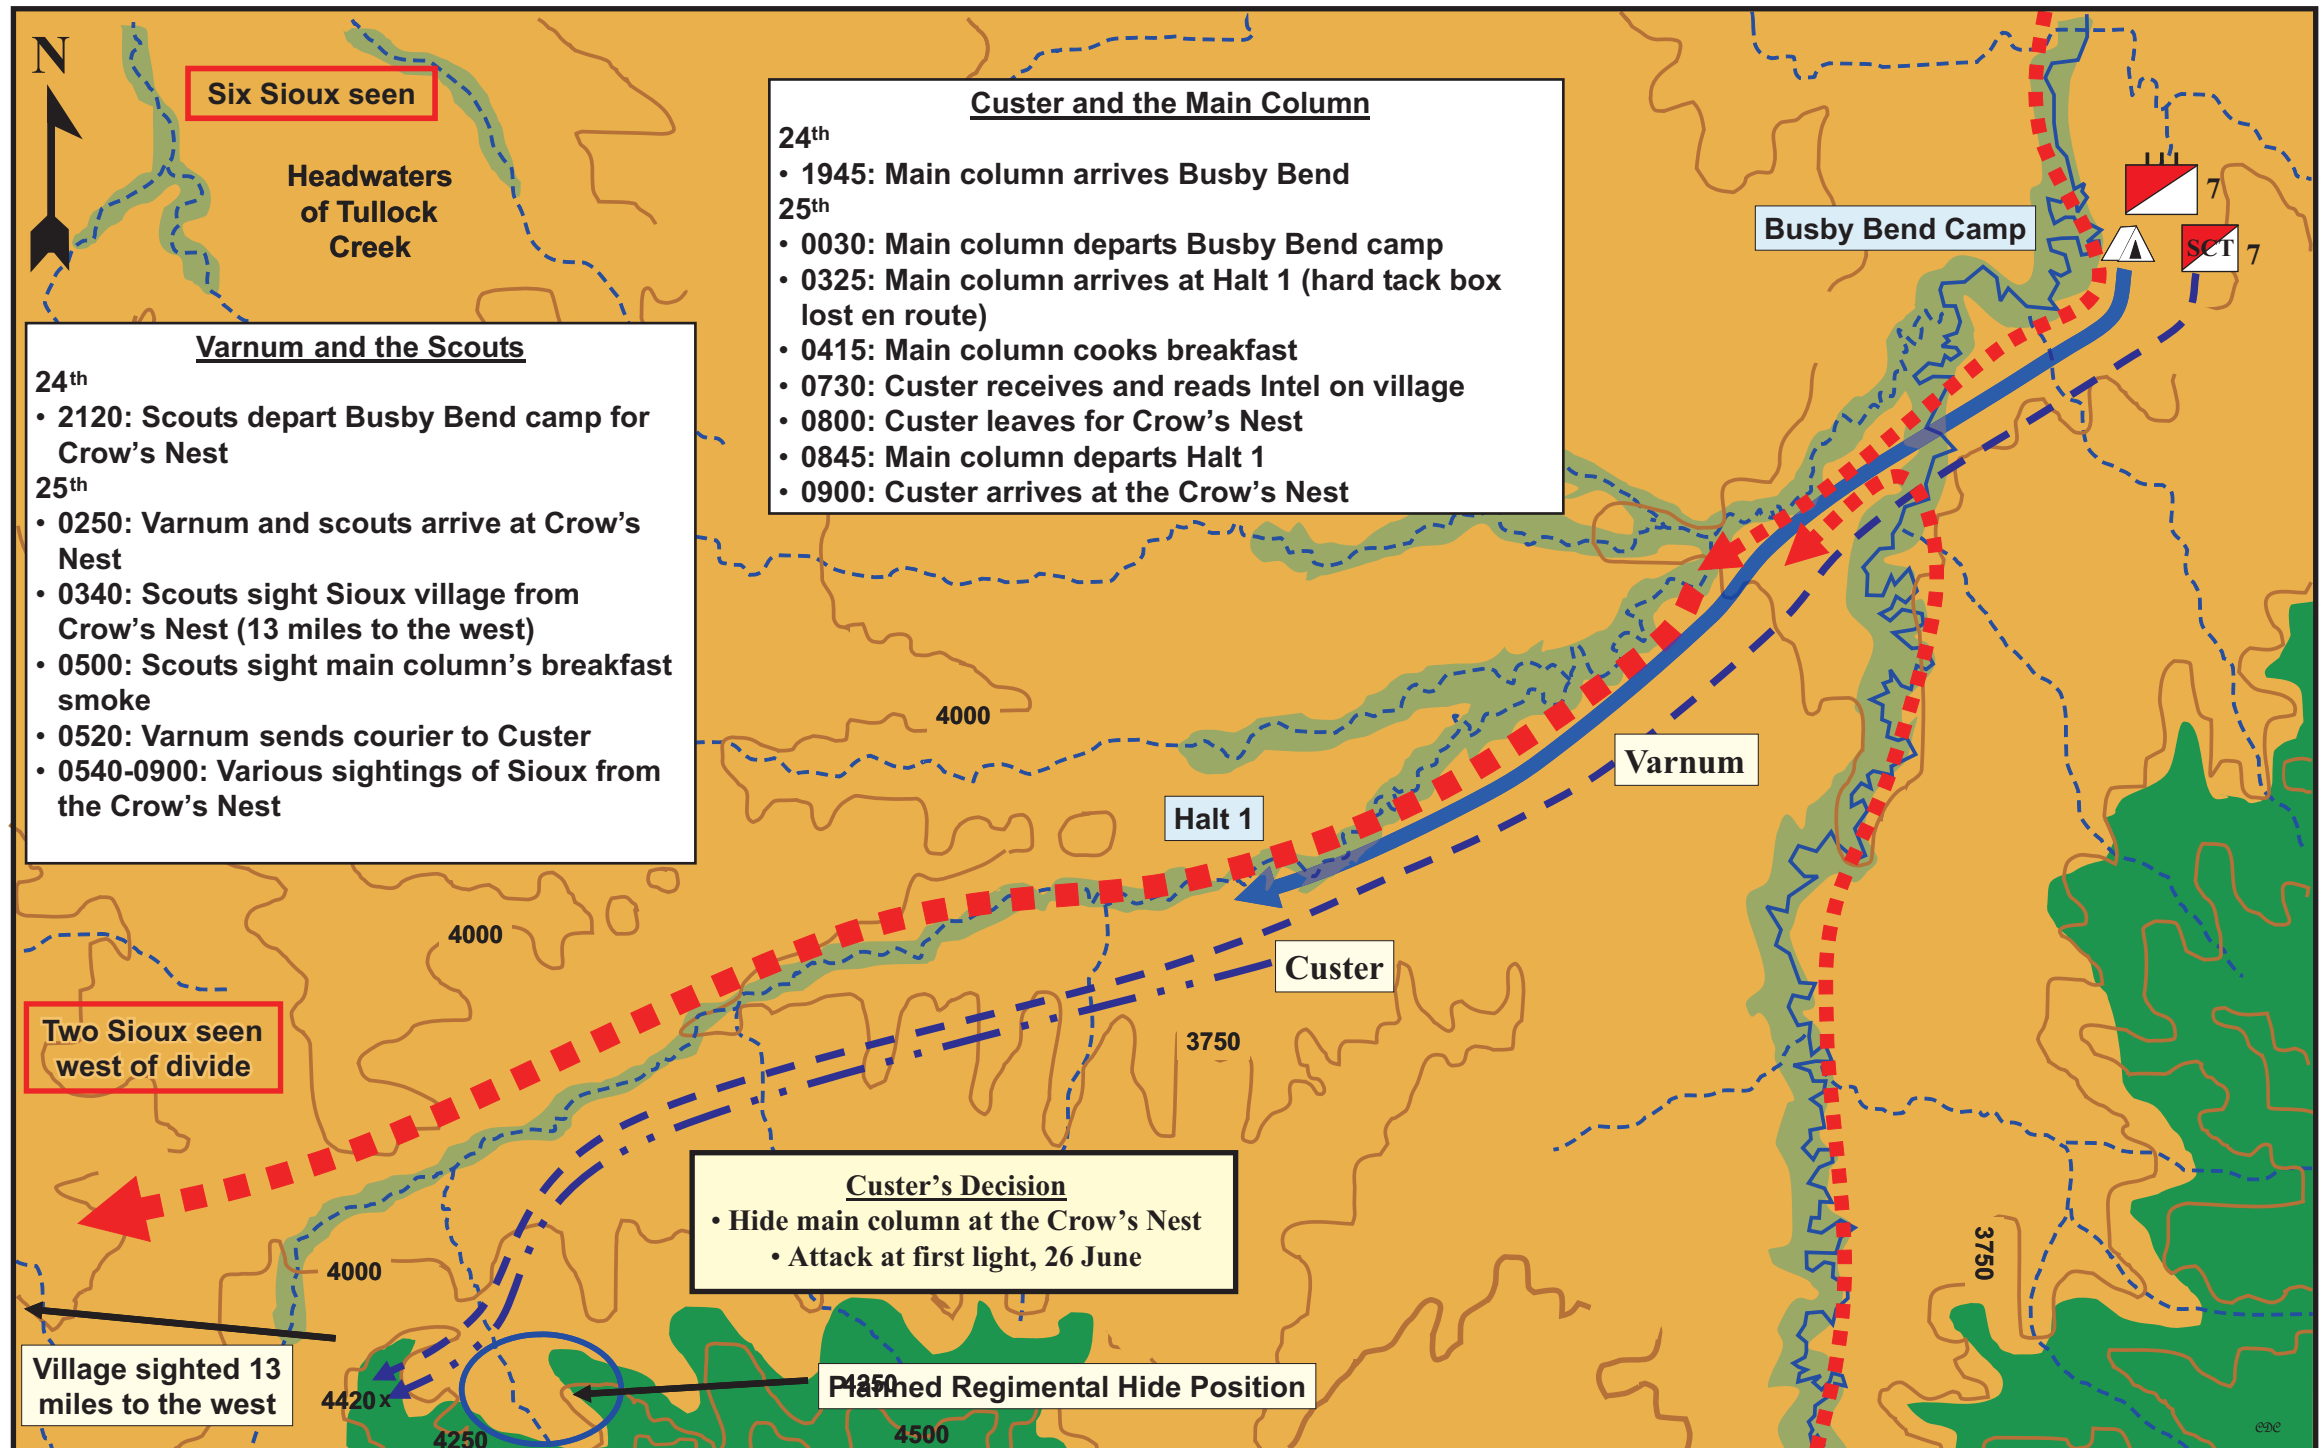 N
Six Sioux seen
Headwaters
of Tullock
Creek
Custer and the Main Column
24th
• 1945: Main column arrives Busby Bend
25th
• 0030: Main column departs Busby Bend camp
• 0325: Main column arrives at Halt 1 (hard tack box
lost en route)
• 0415: Main column cooks breakfast
• 0730: Custer receives and reads Intel on village
• 0800: Custer leaves for Crow's Nest
• 0845: Main column departs Halt 1
• 0900: Custer arrives at the Crow's Nest
7
Busby Bend Camp
SCT
7
Varnum and the Scouts
24th
• 2120: Scouts depart Busby Bend camp for
Crow's Nest
25th
• 0250: Varnum and scouts arrive at Crow's
Nest
• 0340: Scouts sight Sioux village from
Crow's Nest (13 miles to the west)
• 0500: Scouts sight main column's breakfast
smoke
• 0520: Varnum sends courier to Custer
• 0540-0900: Various sightings of Sioux from
the Crow's Nest
4000
Varnum
Halt 1
4000
Custer
Two Sioux seen
west of divide
3750
Custer's Decision
• Hide main column at the Crow's Nest
• Attack at first light, 26 June
3750
4000
Village sighted 13
miles to the west
4420 x
4250
Planned Regimental Hide Position
4250
4500
CDC